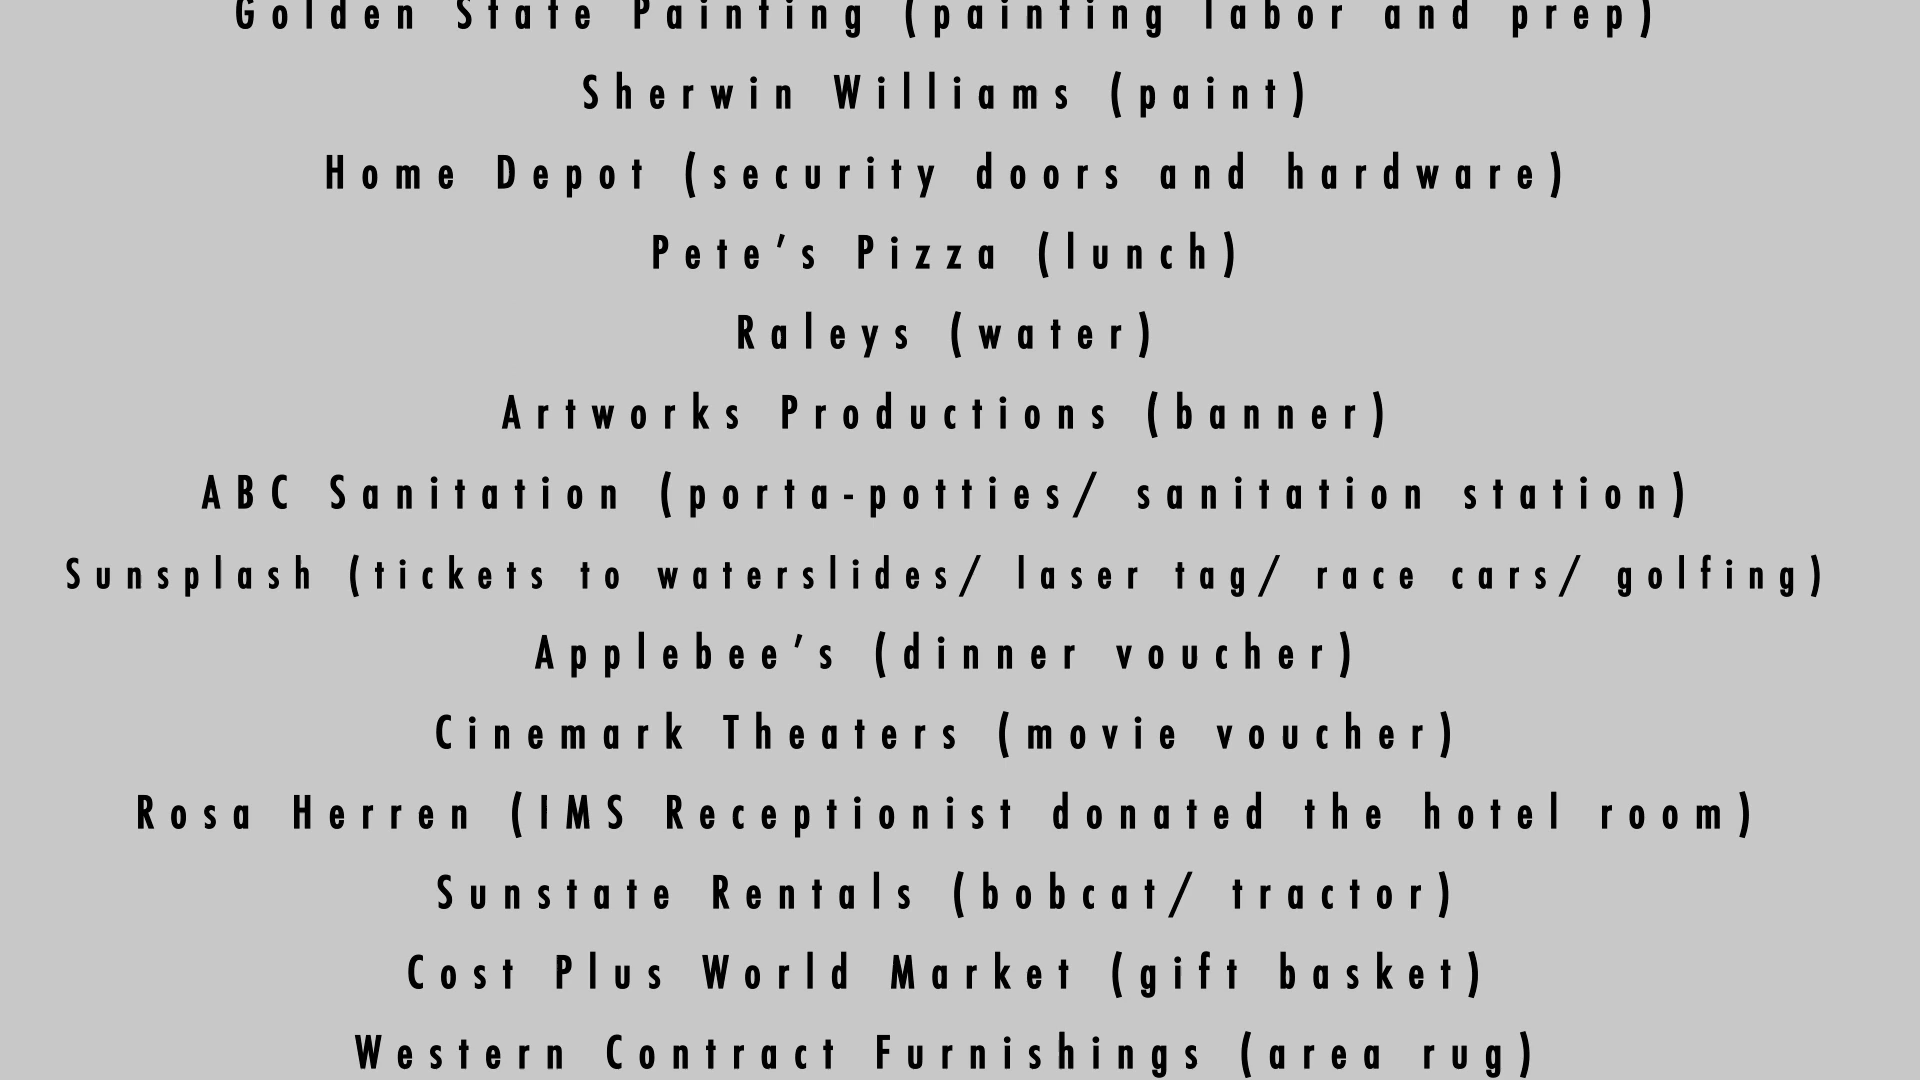 Golden State Painting (painting labor and prep)
Sherwin Williams (paint)
Home Depot (security doors and hardware)
Pete’s Pizza (lunch)
Raleys (water)
Artworks Productions (banner)
ABC Sanitation (porta-potties/ sanitation station)
Sunsplash (tickets to waterslides/ laser tag/ race cars/ golfing)
Applebee’s (dinner voucher)
Cinemark Theaters (movie voucher)
Rosa Herren (IMS Receptionist donated the hotel room)
Sunstate Rentals (bobcat/ tractor)
Cost Plus World Market (gift basket)
Western Contract Furnishings (area rug)